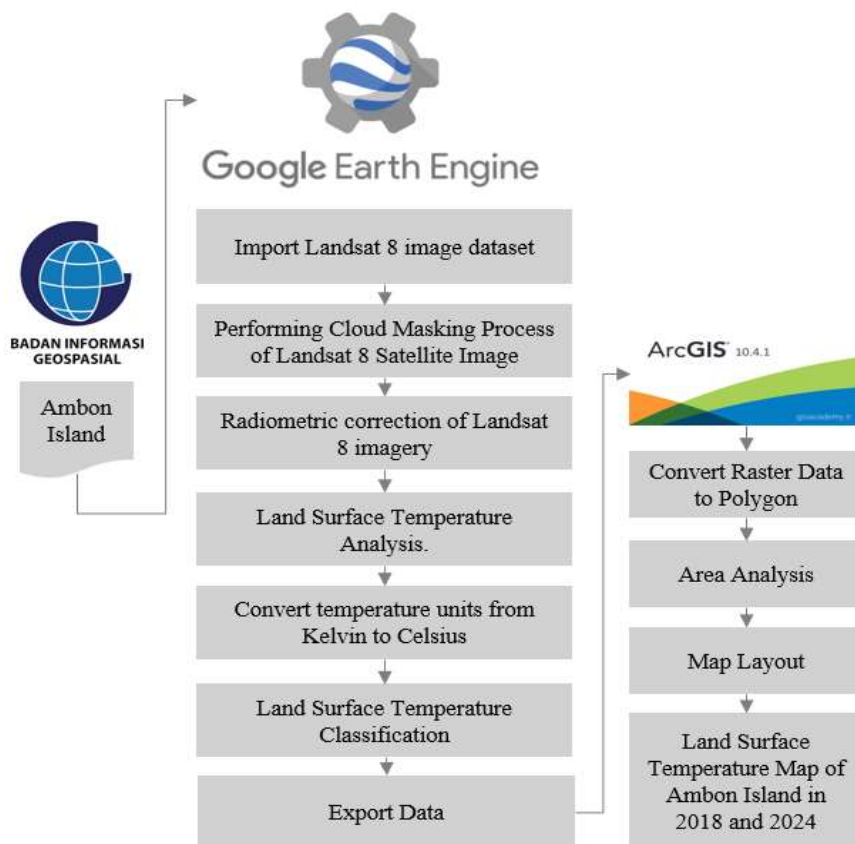 Google Earth Engine
BADAN INFORMASI
GEOSPASIAL
Ambon
Island
Import Landsat 8 image dataset
Performing Cloud Masking Process
of Landsat 8 Satellite Image
Radiometric correction of Landsat
8 imagery
Land Surface Temperature
Analysis.
Convert temperature units from
Kelvin to Celsius
Land Surface Temperature
Classification
Export Data
ArcGIS 10.4.1
Convert Raster Data
to Polygon
Area Analysis
Map Layout
Land Surface
Temperature Map of
Ambon Island in
2018 and 2024